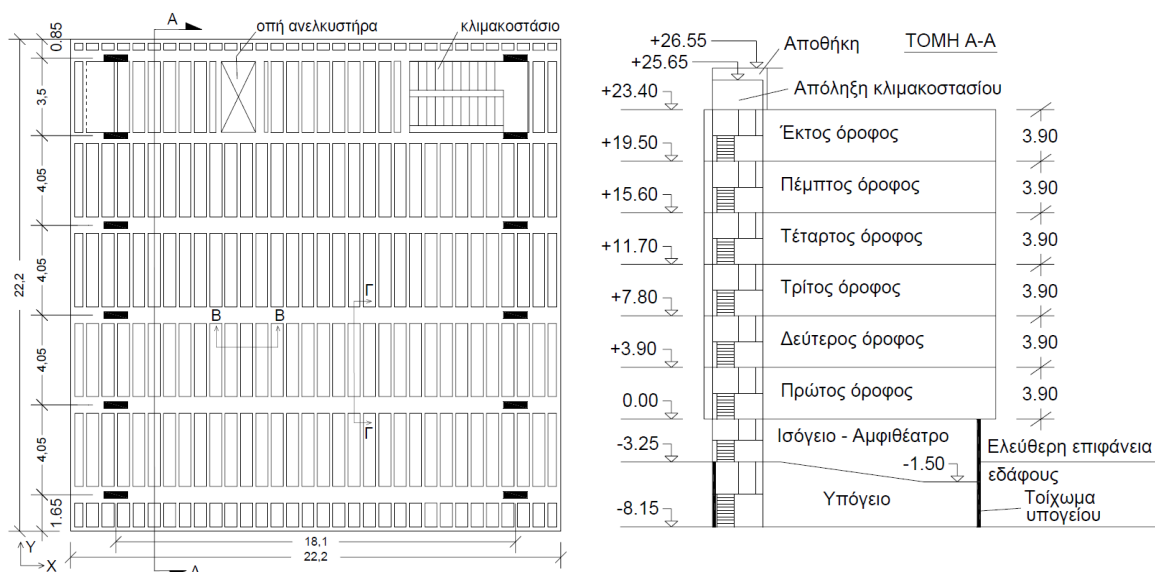 A
οπή ανελκυστήρα
κλιμακοστάσιο
0.85
3,5
4,05
4,05
4,05
4,05
22,2
1.65
B B
Γ
Γ
18,1
22,2
Y
X
A
ΤΟΜΗ Α-Α
+26.55
Αποθήκη
+25.65
Απόληξη κλιμακοστασίου
+23.40
Έκτος όροφος
3.90
+19.50
Πέμπτος όροφος
3.90
+15.60
Τέταρτος όροφος
3.90
+11.70
Τρίτος όροφος
3.90
+7.80
Δεύτερος όροφος
3.90
+3.90
Πρώτος όροφος
3.90
0.00
Ισόγειο - Αμφιθέατρο
-3.25
-1.50
Ελεύθερη επιφάνεια
εδάφους
Υπόγειο
Τοίχωμα
υπογείου
-8.15